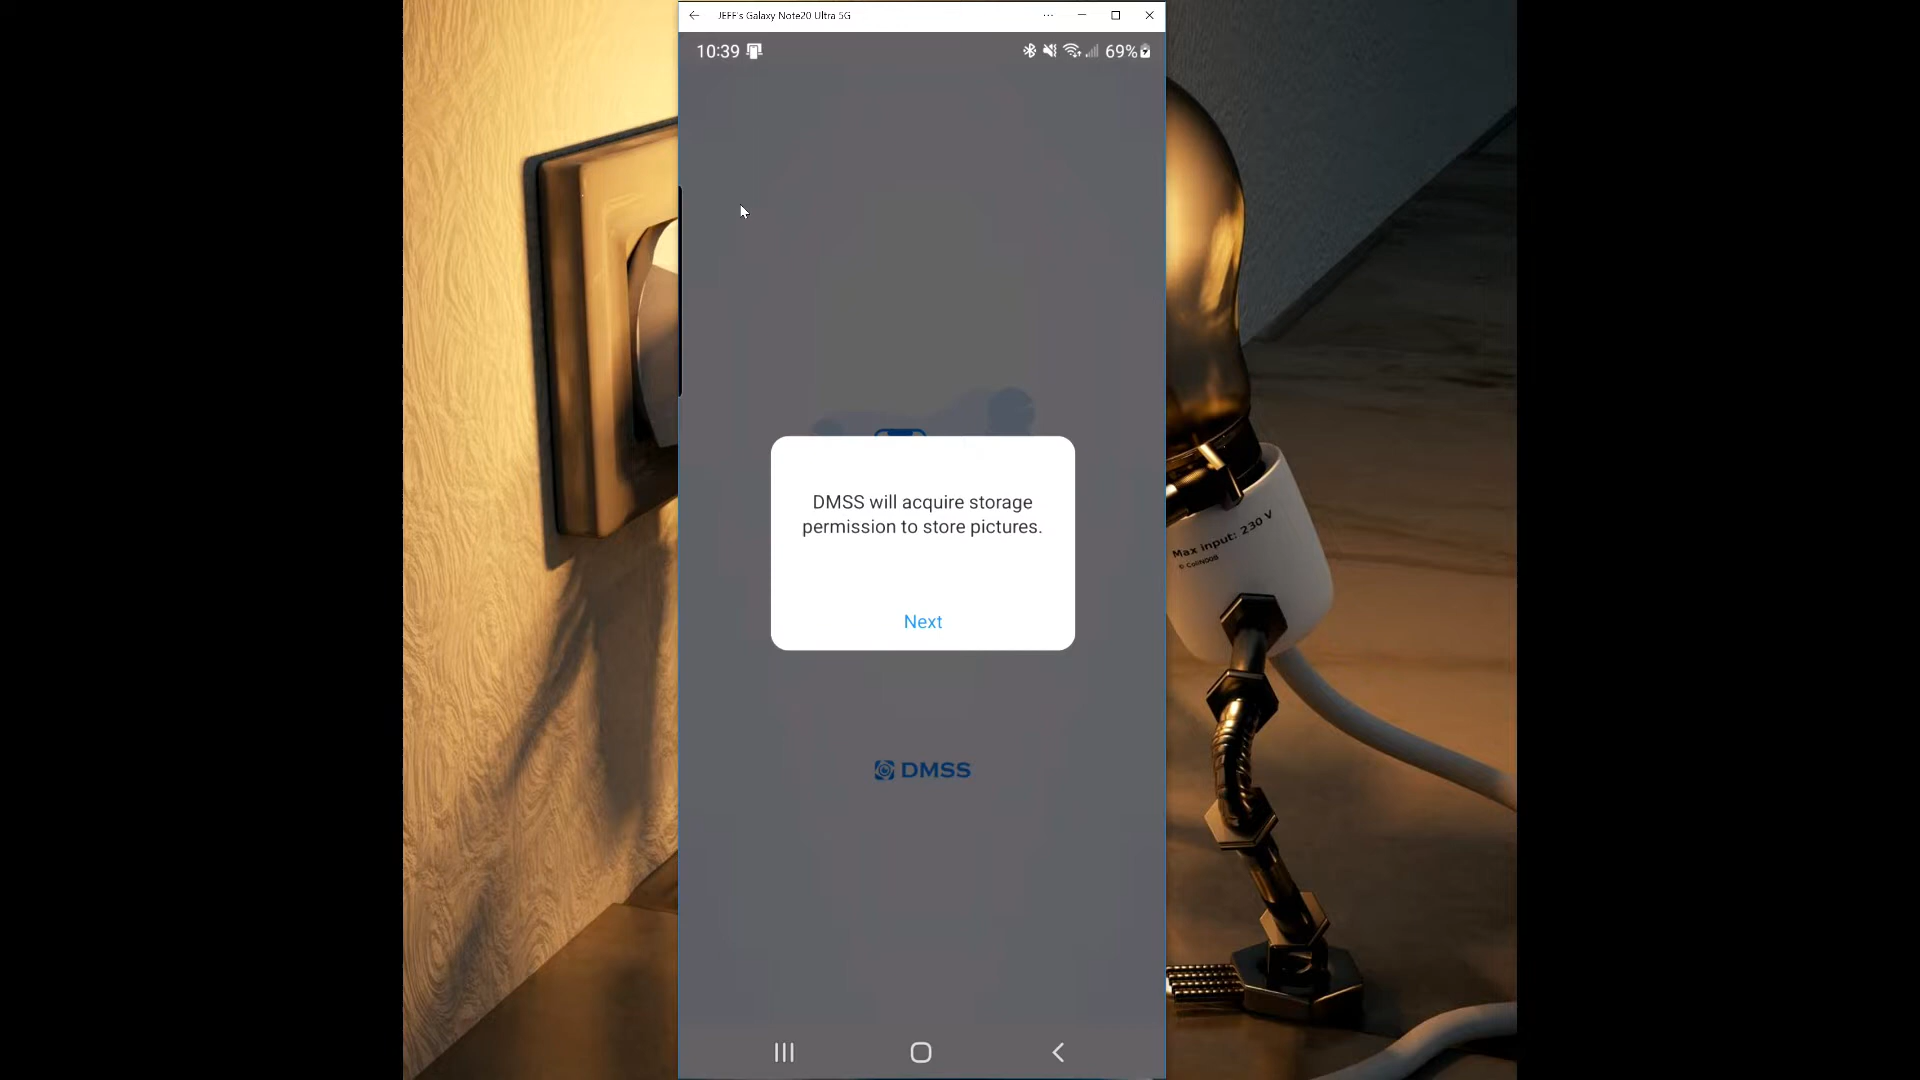 JEFF's Galaxy Note20 Ultra 5G
10:39
69%
DMSS will acquire storage
permission to store pictures.
Next
DMSS
Max input: 230 V
© CoolNOOB